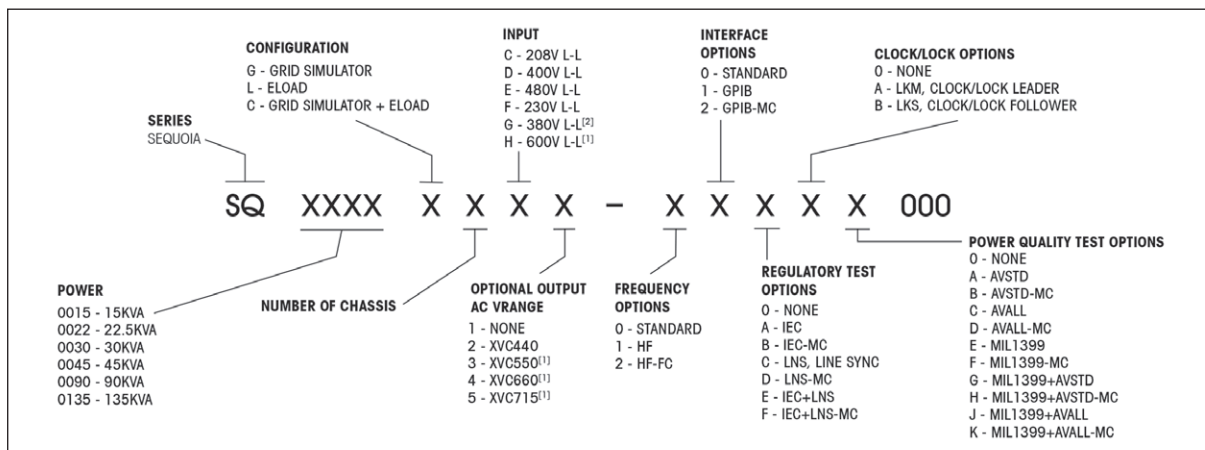 SERIES
SEQUOIA
CONFIGURATION
G - GRID SIMULATOR
L - ELOAD
C - GRID SIMULATOR + ELOAD
INPUT
C - 208V L-L
D - 400V L-L
E - 480V L-L
F - 230V L-L
G - 380V L-L[2]
H - 600V L-L[1]
INTERFACE
OPTIONS
0 - STANDARD
1 - GPIB
2 - GPIB-MC
CLOCK/LOCK OPTIONS
0 - NONE
A - LKM, CLOCK/LOCK LEADER
B - LKS, CLOCK/LOCK FOLLOWER
SQ XXXX X X X X – X X X X X 000
POWER
0015 - 15KVA
0022 - 22.5KVA
0030 - 30KVA
0045 - 45KVA
0090 - 90KVA
0135 - 135KVA
NUMBER OF CHASSIS
OPTIONAL OUTPUT
AC VRANGE
1 - NONE
2 - XVC440
3 - XVC550[1]
4 - XVC660[1]
5 - XVC715[1]
FREQUENCY
OPTIONS
0 - STANDARD
1 - HF
2 - HF-FC
REGULATORY TEST
OPTIONS
0 - NONE
A - IEC
B - IEC-MC
C - LNS, LINE SYNC
D - LNS-MC
E - IEC+LNS
F - IEC+LNS-MC
POWER QUALITY TEST OPTIONS
0 - NONE
A - AVSTD
B - AVSTD-MC
C - AVALL
D - AVALL-MC
E - MIL1399
F - MIL1399-MC
G - MIL1399+AVSTD
H - MIL1399+AVSTD-MC
J - MIL1399+AVALL
K - MIL1399+AVALL-MC